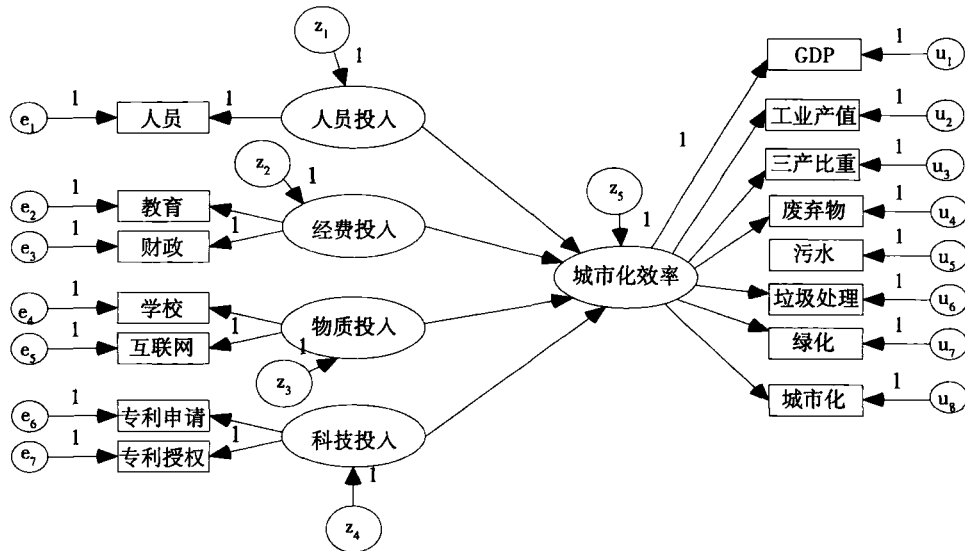 z₁
1
GDP
1
u₁
e₁
1
人员
1
人员投入
1
工业产值
1
u₂
z₂
1
三产比重
1
u₃
e₂
1
教育
经费投入
z₅
1
废弃物
1
u₄
e₃
1
财政
1
城市化效率
污水
1
u₅
e₄
1
学校
物质投入
垃圾处理
1
u₆
e₅
1
互联网
1
1
z₃
绿化
1
u₇
e₆
1
专利申请
科技投入
城市化
1
u₈
e₇
1
专利授权
1
1
z₄